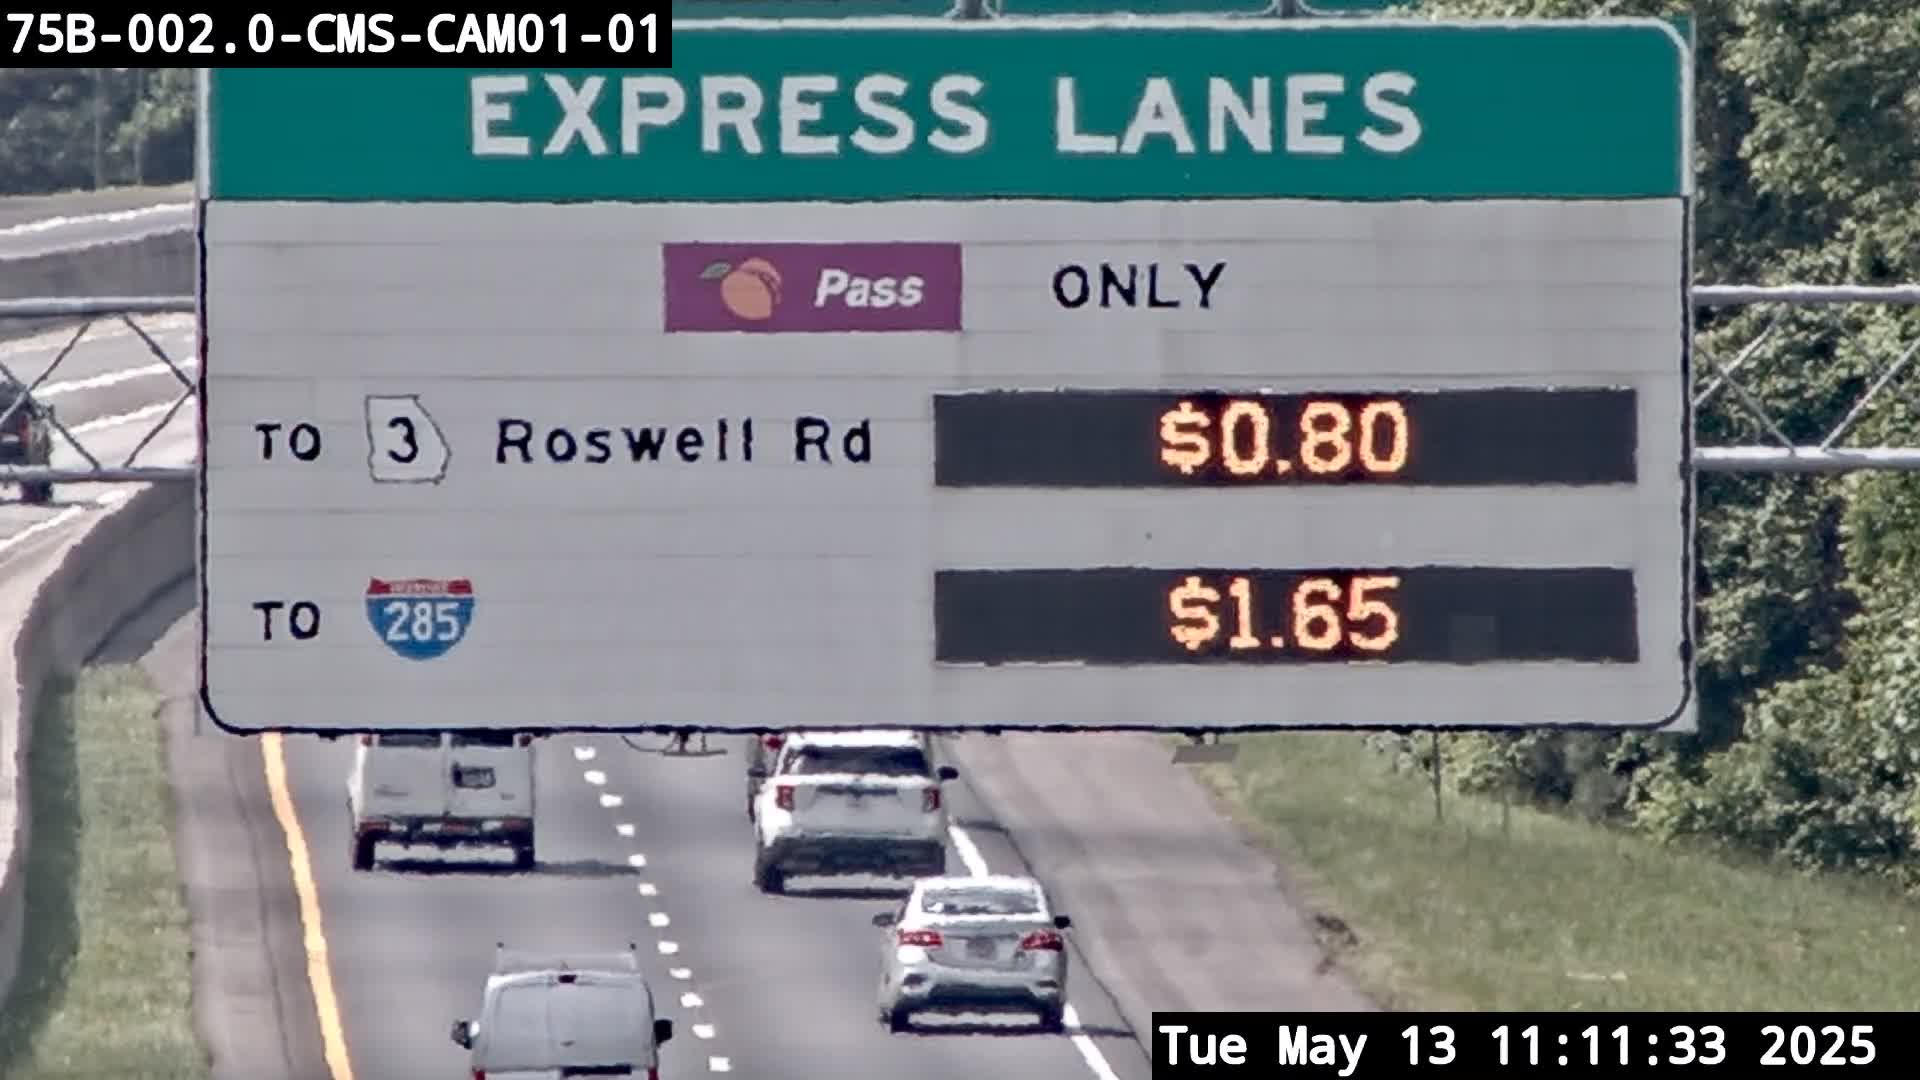 75B-002.0-CMS-CAM01-01
EXPRESS LANES
Pass ONLY
TO 3 Roswell Rd $0.80
TO 285 $1.65
Tue May 13 11:11:33 2025